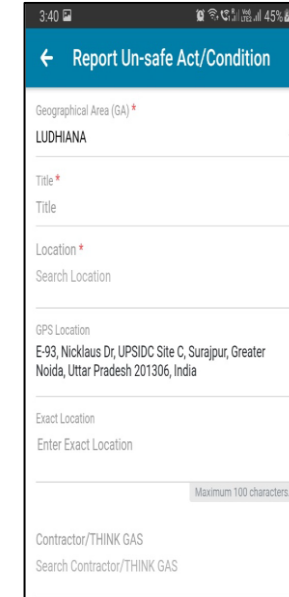 3:40 45%
← Report Un-safe Act/Condition
Geographical Area (GA) *
LUDHIANA
Title *
Title
Location *
Search Location
GPS Location
E-93, Nicklaus Dr, UPSIDC Site C, Surajpur, Greater
Noida, Uttar Pradesh 201306, India
Exact Location
Enter Exact Location
Maximum 100 characters.
Contractor/THINK GAS
Search Contractor/THINK GAS